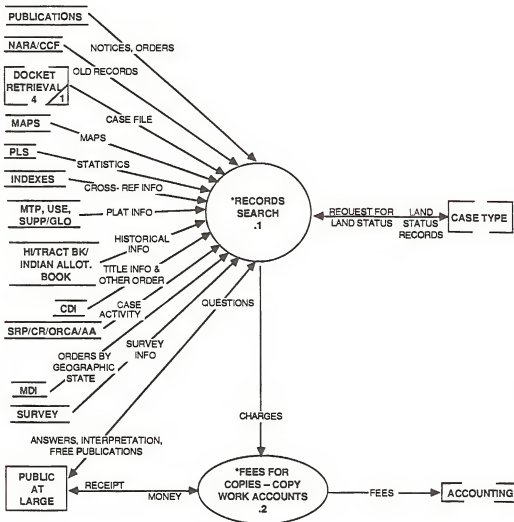 PUBLICATIONS
NOTICES, ORDERS
NARA/CCF
OLD RECORDS
DOCKET
RETRIEVAL
4 1
CASE FILE
MAPS
MAPS
PLS
STATISTICS
INDEXES
CROSS- REF INFO
MTP, USE,
SUPP/GLO
PLAT INFO
HI/TRACT BK/
INDIAN ALLOT.
BOOK
HISTORICAL
INFO
TITLE INFO &
OTHER ORDER
CDI
CASE
ACTIVITY
SRP/CR/ORCA/AA
ORDERS BY
GEOGRAPHIC
STATE
MDI
SURVEY
INFO
SURVEY
*RECORDS
SEARCH
.1
REQUEST FOR
LAND STATUS
LAND
STATUS
RECORDS
CASE TYPE
QUESTIONS
CHARGES
ANSWERS, INTERPRETATION,
FREE PUBLICATIONS
PUBLIC
AT
LARGE
RECEIPT
MONEY
*FEES FOR
COPIES – COPY
WORK ACCOUNTS
.2
FEES
ACCOUNTING